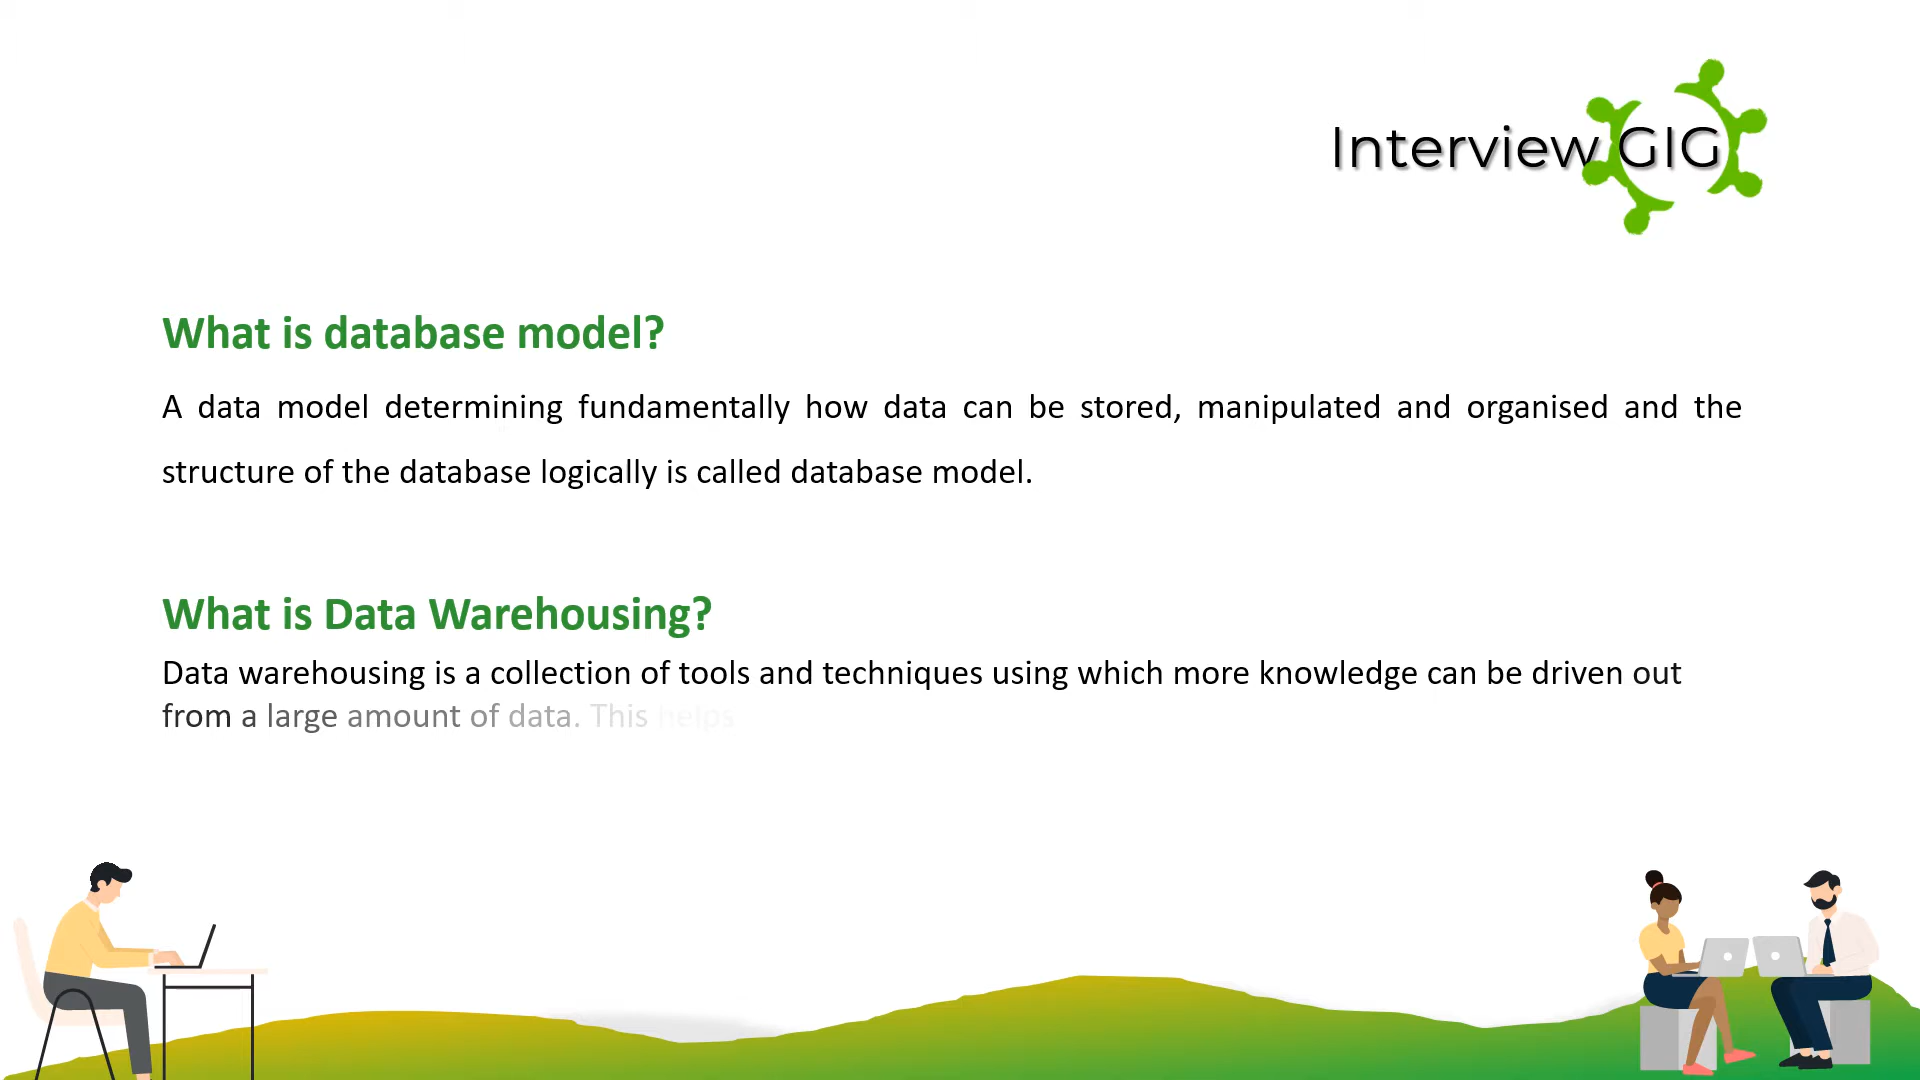 Interview GIG
What is database model?
A data model determining fundamentally how data can be stored, manipulated and organised and the
structure of the database logically is called database model.
What is Data Warehousing?
Data warehousing is a collection of tools and techniques using which more knowledge can be driven out
from a large amount of data. This helps